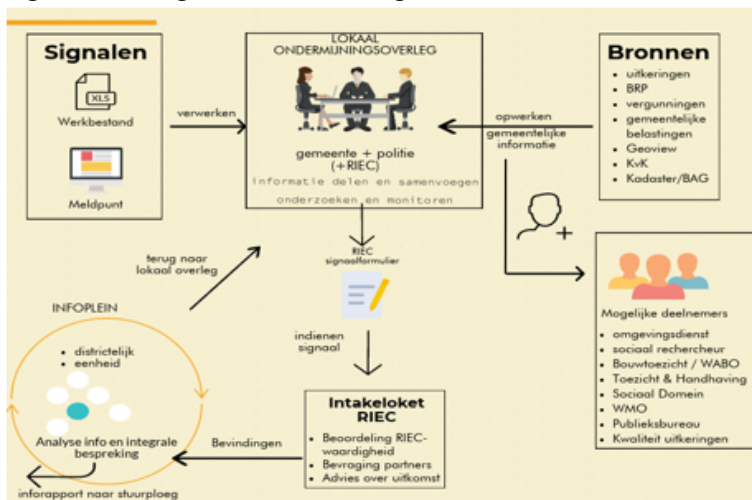 Signalen
XLS
Werkbestand
Meldpunt
verwerken
LOKAAL
ONDERMIJNINGSOVERLEG
gemeente + politie
(+RIEC)
informatie delen en samenvoegen
onderzoeken en monitoren
opwerken
gemeentelijke
informatie
Bronnen
• uitkeringen
• BRP
• vergunningen
• gemeentelijke
belastingen
• Geoview
• KvK
• Kadaster/BAG
Mogelijke deelnemers
• omgevingsdienst
• sociaal rechercheur
• Bouwtoezicht / WABO
• Toezicht & Handhaving
• Sociaal Domein
• WMO
• Publieksbureau
• Kwaliteit uitkeringen
RIEC
signaalformulier
indienen
signaal
Intakeloket
RIEC
• Beoordeling RIEC-
waardigheid
• Bevraging partners
• Advies over uitkomst
Bevindingen
terug naar
lokaal overleg
INFOPLEIN
• districtelijk
• eenheid
Analyse info en integrale
bespreking
inforapport naar stuurploeg